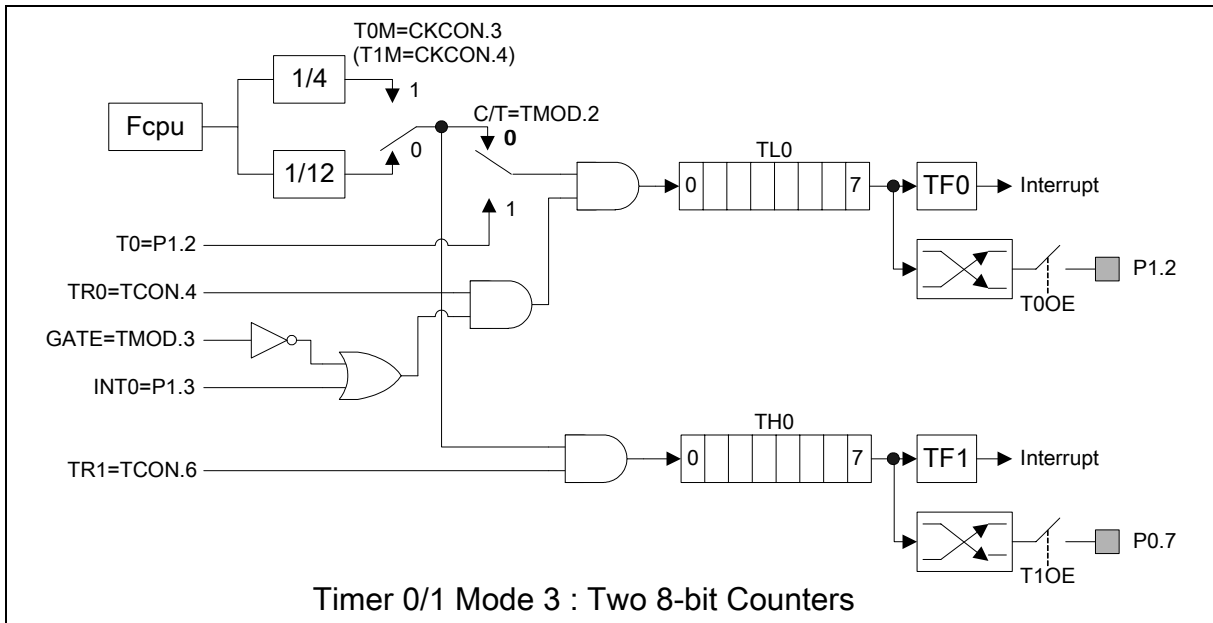 T0M=CKCON.3
(T1M=CKCON.4)
1/4
1
Fcpu
C/T=TMOD.2
0
0
1/12
TL0
0 7
TF0
Interrupt
1
T0=P1.2
P1.2
TR0=TCON.4
T0OE
GATE=TMOD.3
INT0=P1.3
TH0
0 7
TF1
Interrupt
TR1=TCON.6
P0.7
T1OE
Timer 0/1 Mode 3 : Two 8-bit Counters